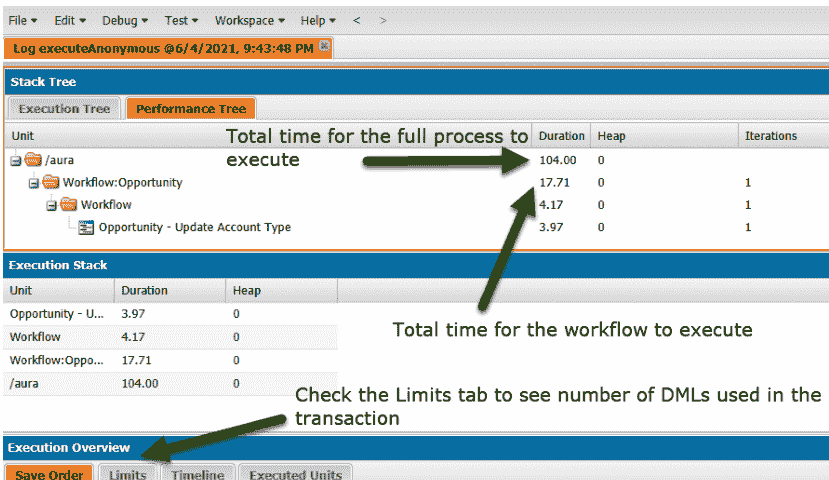 File Edit Debug Test Workspace Help < >
Log executeAnonymous @6/4/2021, 9:43:48 PM
Stack Tree
Execution Tree Performance Tree
Unit Duration Heap Iterations
Total time for the full process to
execute
/aura 104.00 0
Workflow:Opportunity 17.71 0 1
Workflow 4.17 0 1
Opportunity - Update Account Type 3.97 0 1
Execution Stack
Unit Duration Heap
Opportunity - U... 3.97 0
Workflow 4.17 0
Workflow:Oppo... 17.71 0
/aura 104.00 0
Total time for the workflow to execute
Check the Limits tab to see number of DMLs used in the
transaction
Execution Overview
Save Order Limits Timeline Executed Units